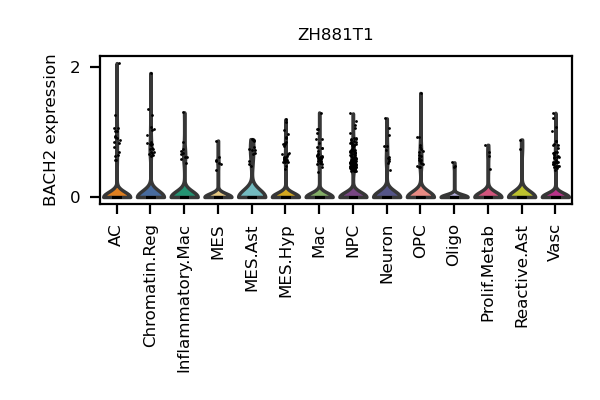 ZH881T1
BACH2 expression
2
0
AC
Chromatin.Reg
Inflammatory.Mac
MES
MES.Ast
MES.Hyp
Mac
NPC
Neuron
OPC
Oligo
Prolif.Metab
Reactive.Ast
Vasc